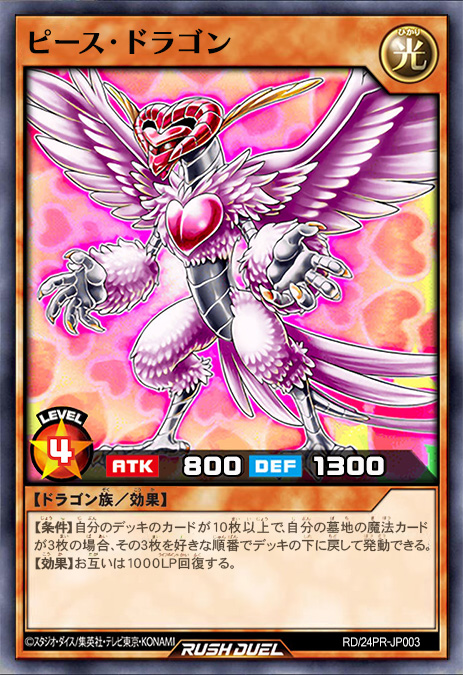 ピース・ドラゴン
ひかり
光
LEVEL
4
ATK 800 DEF 1300
【ドラゴン族／効果】
【条件】自分のデッキのカードが10枚以上で、自分の墓地の魔法カード
が3枚の場合、その3枚を好きな順番でデッキの下に戻して発動できる。
【効果】お互いは1000LP回復する。
©スタジオ・ダイス/集英社・テレビ東京・KONAMI
RUSH DUEL
RD/24PR-JP003